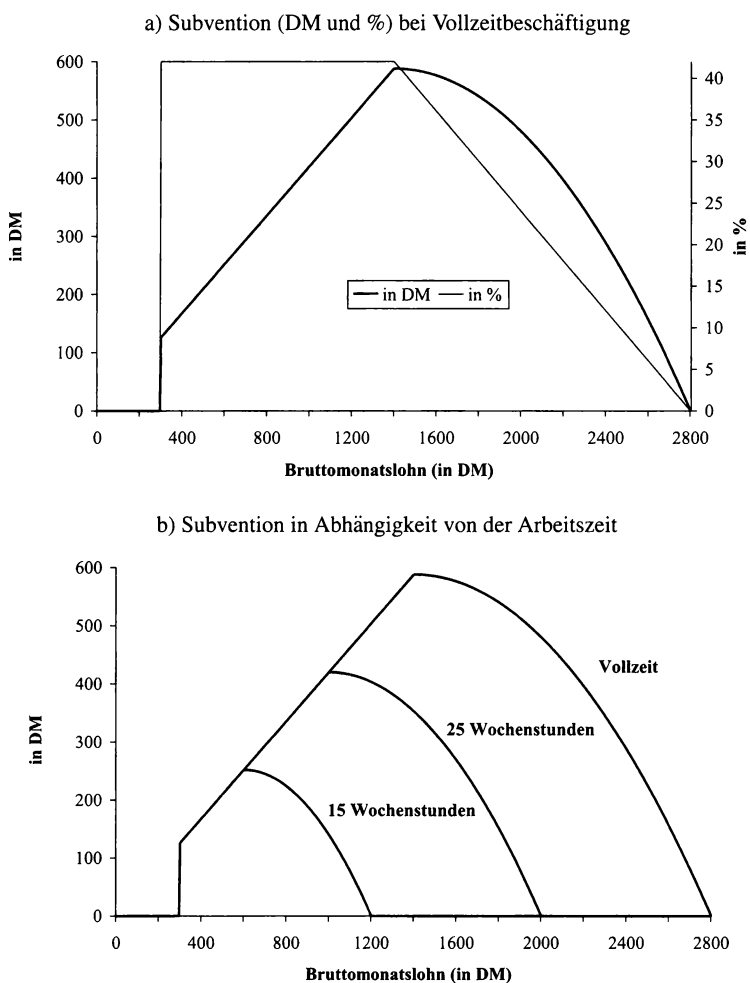 a) Subvention (DM und %) bei Vollzeitbeschäftigung
600
500
400
300
200
100
0
in DM
40
35
30
25
20
15
10
5
0
in %
in DM in %
0 400 800 1200 1600 2000 2400 2800
Bruttomonatslohn (in DM)
b) Subvention in Abhängigkeit von der Arbeitszeit
600
500
400
300
200
100
0
in DM
Vollzeit
25 Wochenstunden
15 Wochenstunden
0 400 800 1200 1600 2000 2400 2800
Bruttomonatslohn (in DM)